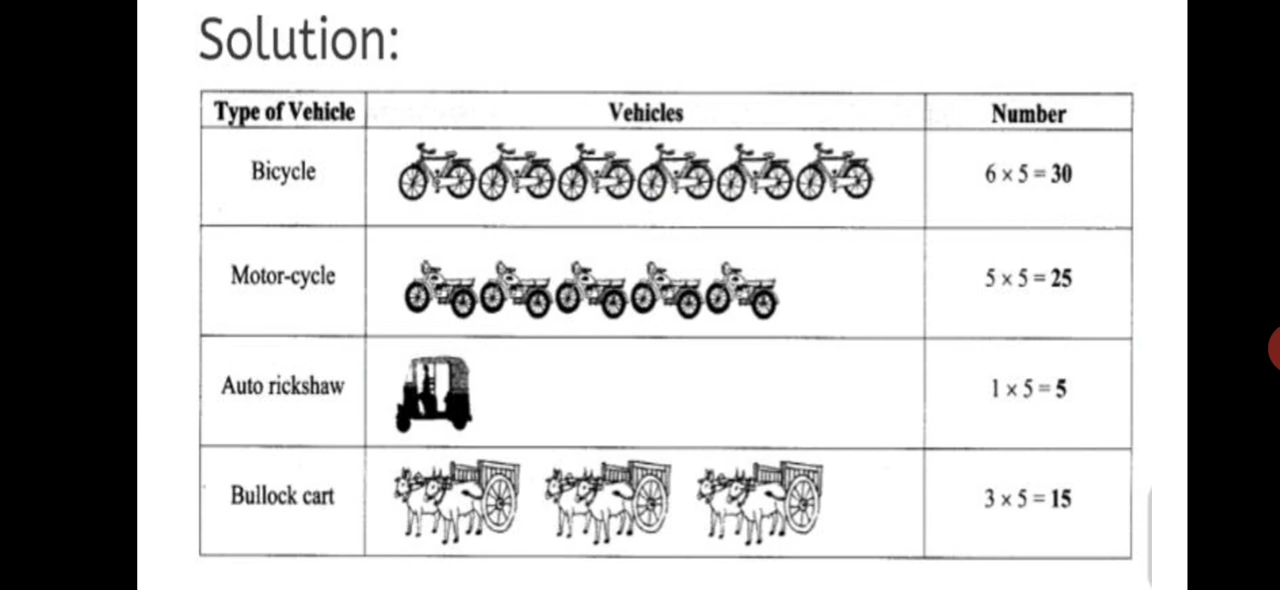 Solution:
Type of Vehicle Vehicles Number
Bicycle 6 × 5 = 30
Motor-cycle 5 × 5 = 25
Auto rickshaw 1 × 5 = 5
Bullock cart 3 × 5 = 15